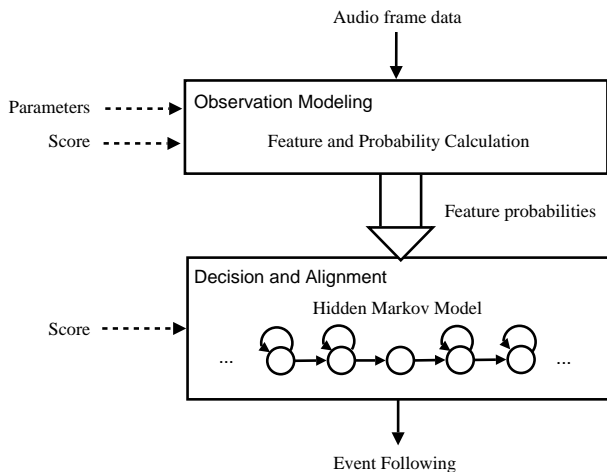 Audio frame data
Observation Modeling
Parameters
Feature and Probability Calculation
Score
Feature probabilities
Decision and Alignment
Hidden Markov Model
Score
... ...
Event Following